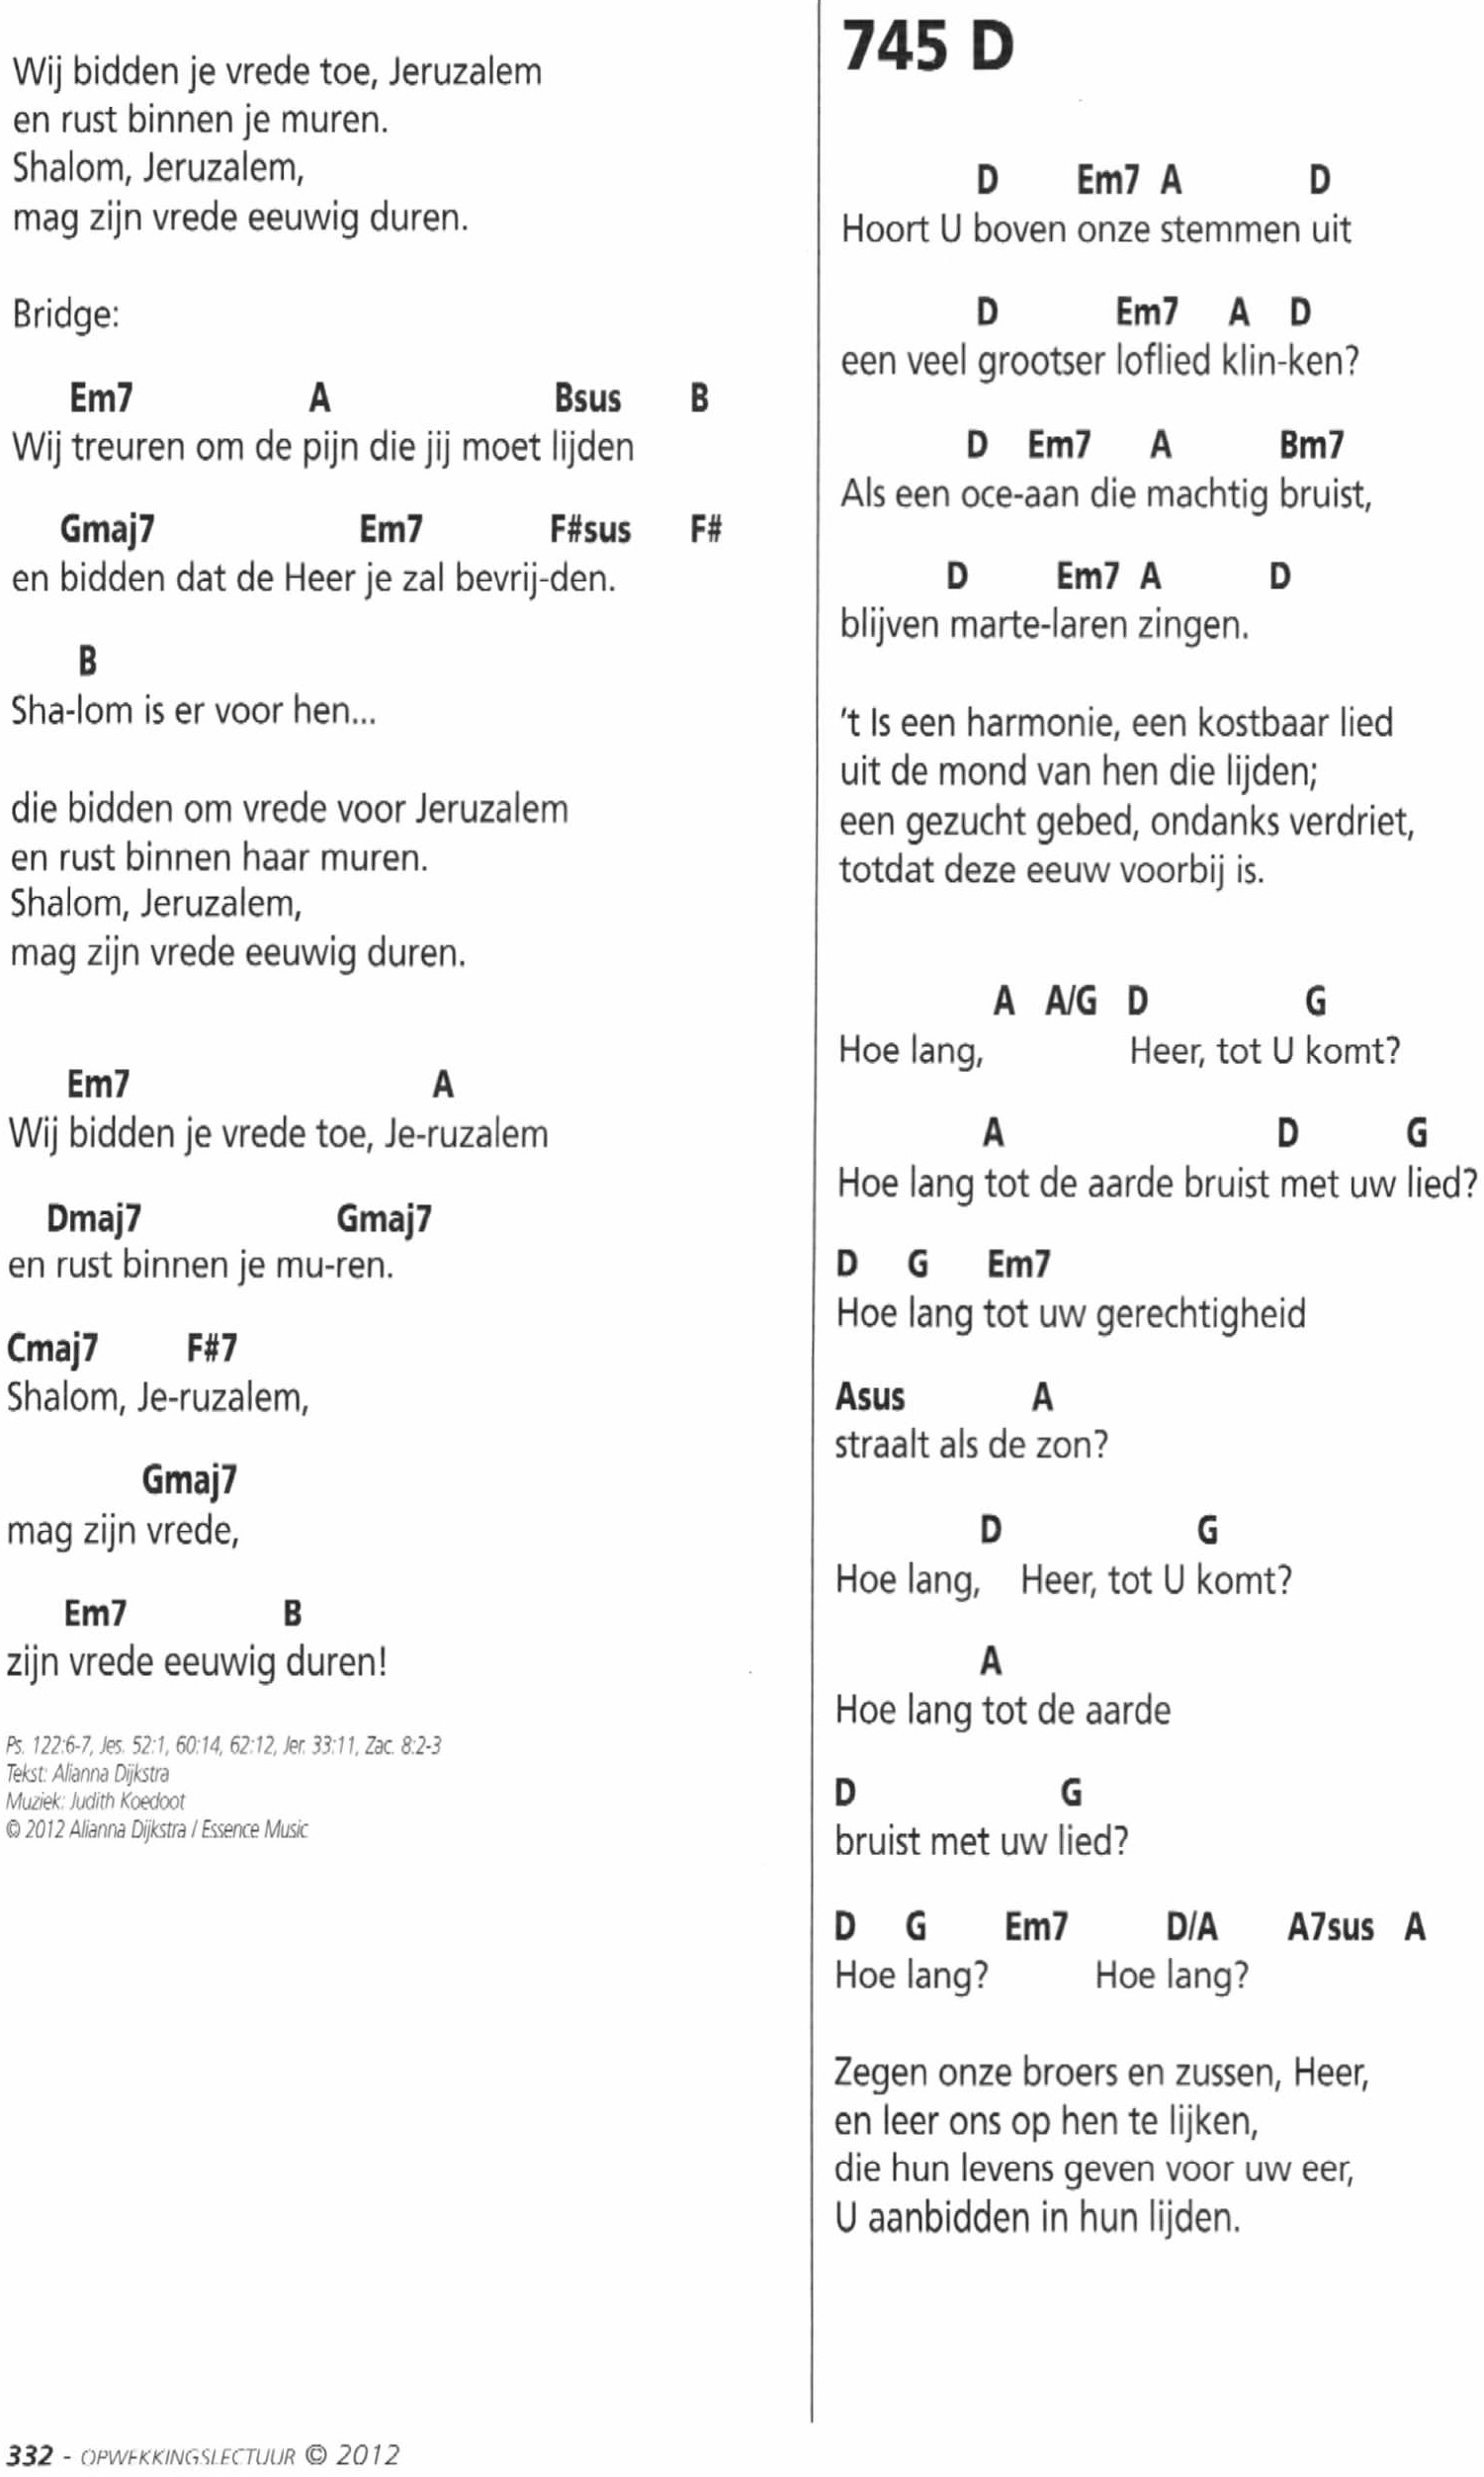 Wij bidden je vrede toe, Jeruzalem
en rust binnen je muren.
Shalom, Jeruzalem,
mag zijn vrede eeuwig duren.
Bridge:
Em7 A Bsus B
Wij treuren om de pijn die jij moet lijden
Gmaj7 Em7 F#sus F#
en bidden dat de Heer je zal bevrij-den.
B
Sha-lom is er voor hen...
die bidden om vrede voor Jeruzalem
en rust binnen haar muren.
Shalom, Jeruzalem,
mag zijn vrede eeuwig duren.
Em7 A
Wij bidden je vrede toe, Je-ruzalem
Dmaj7 Gmaj7
en rust binnen je mu-ren.
Cmaj7 F#7
Shalom, Je-ruzalem,
Gmaj7
mag zijn vrede,
Em7 B
zijn vrede eeuwig duren!
Ps. 122:6-7, Jes. 52:1, 60:14, 62:12, Jer. 33:11, Zac. 8:2-3
Tekst: Alianna Dijkstra
Muziek: Judith Koedoot
© 2012 Alianna Dijkstra / Essence Music
745 D
D Em7 A D
Hoort U boven onze stemmen uit
D Em7 A D
een veel grootser loflied klin-ken?
D Em7 A Bm7
Als een oce-aan die machtig bruist,
D Em7 A D
blijven marte-laren zingen.
't Is een harmonie, een kostbaar lied
uit de mond van hen die lijden;
een gezucht gebed, ondanks verdriet,
totdat deze eeuw voorbij is.
A A/G D G
Hoe lang, Heer, tot U komt?
A D G
Hoe lang tot de aarde bruist met uw lied?
D G Em7
Hoe lang tot uw gerechtigheid
Asus A
straalt als de zon?
D G
Hoe lang, Heer, tot U komt?
A
Hoe lang tot de aarde
D G
bruist met uw lied?
D G Em7 D/A A7sus A
Hoe lang? Hoe lang?
Zegen onze broers en zussen, Heer,
en leer ons op hen te lijken,
die hun levens geven voor uw eer,
U aanbidden in hun lijden.
332 - OPWEKKINGSLECTUUR © 2012